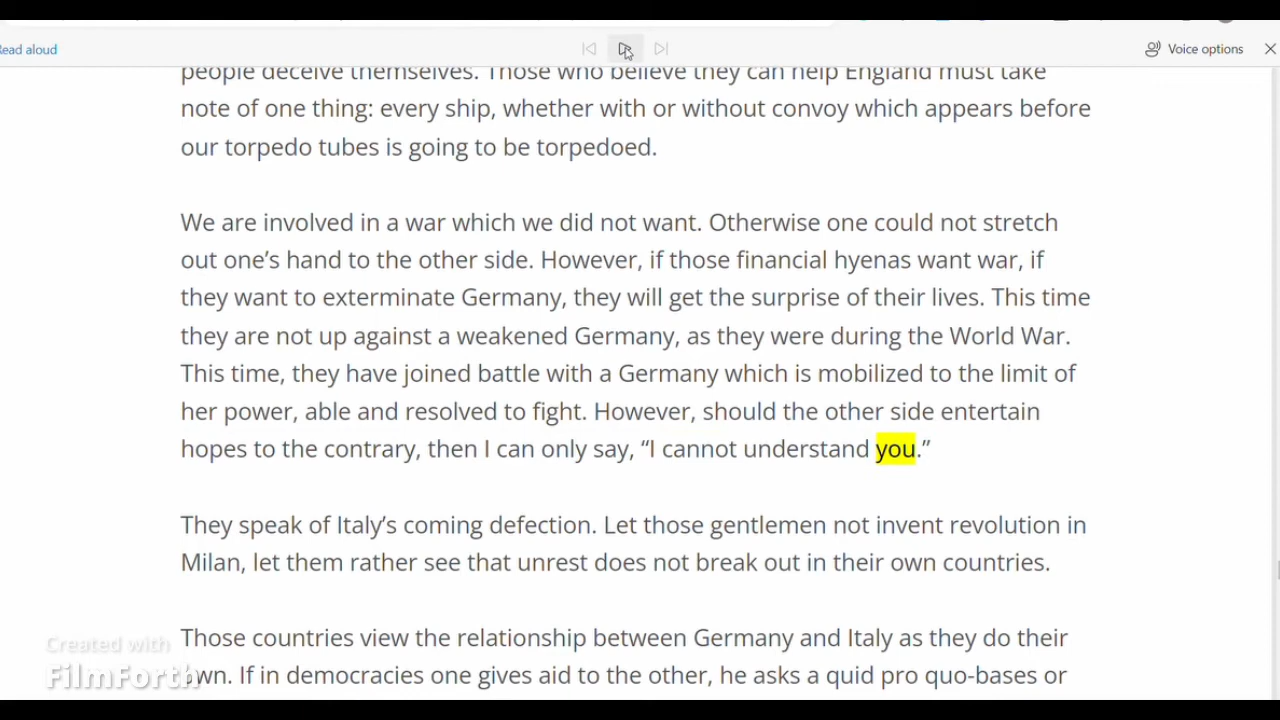 Read aloud
Voice options
people deceive themselves. Those who believe they can help England must take
note of one thing: every ship, whether with or without convoy which appears before
our torpedo tubes is going to be torpedoed.
We are involved in a war which we did not want. Otherwise one could not stretch
out one’s hand to the other side. However, if those financial hyenas want war, if
they want to exterminate Germany, they will get the surprise of their lives. This time
they are not up against a weakened Germany, as they were during the World War.
This time, they have joined battle with a Germany which is mobilized to the limit of
her power, able and resolved to fight. However, should the other side entertain
hopes to the contrary, then I can only say, “I cannot understand you.”
They speak of Italy’s coming defection. Let those gentlemen not invent revolution in
Milan, let them rather see that unrest does not break out in their own countries.
Those countries view the relationship between Germany and Italy as they do their
own. If in democracies one gives aid to the other, he asks a quid pro quo-bases or
Created with
FilmForth